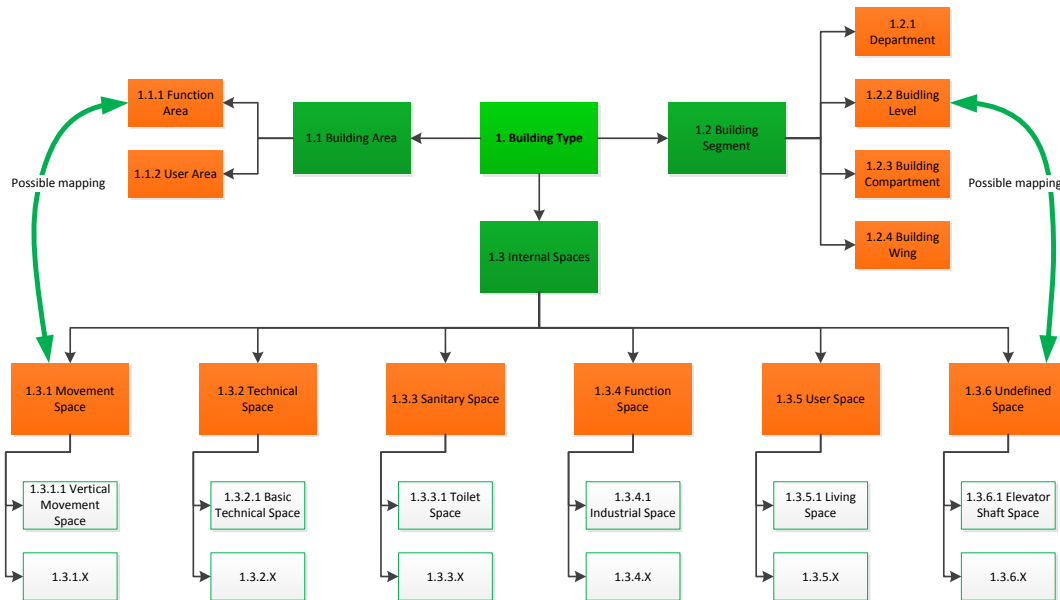 1.2.1
Department
1.1.1 Function
Area
1.1 Building Area
1. Building Type
1.2 Building
Segment
1.2.2 Buidling
Level
1.1.2 User Area
1.2.3 Building
Compartment
Possible mapping
Possible mapping
1.2.4 Building
Wing
1.3 Internal Spaces
1.3.1 Movement
Space
1.3.2 Technical
Space
1.3.3 Sanitary Space
1.3.4 Function
Space
1.3.5 User Space
1.3.6 Undefined
Space
1.3.1.1 Vertical
Movement
Space
1.3.2.1 Basic
Technical Space
1.3.3.1 Toilet
Space
1.3.4.1
Industrial Space
1.3.5.1 Living
Space
1.3.6.1 Elevator
Shaft Space
1.3.1.X
1.3.2.X
1.3.3.X
1.3.4.X
1.3.5.X
1.3.6.X